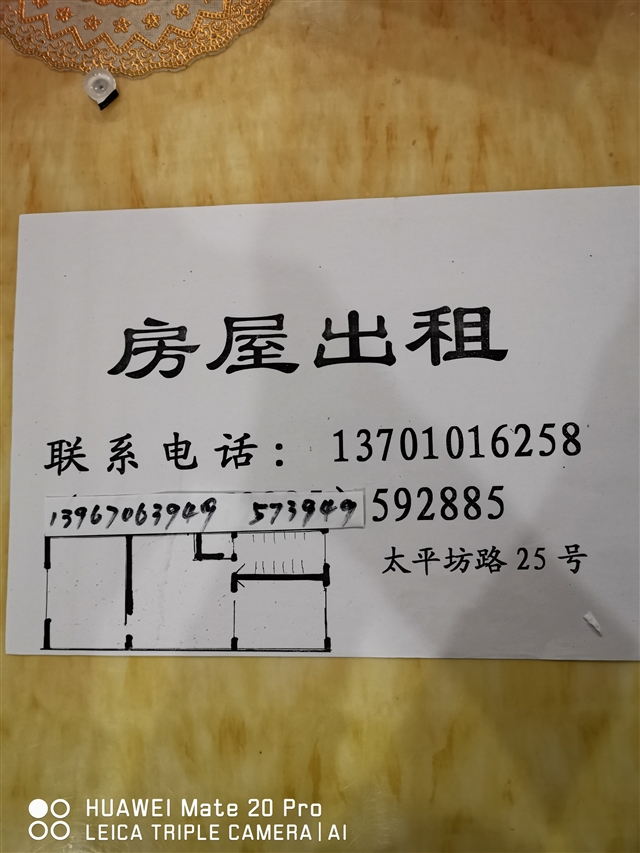 房屋出租
联系电话：13701016258
13967063949 573949 592885
太平坊路25号
HUAWEI Mate 20 Pro
LEICA TRIPLE CAMERA|AI